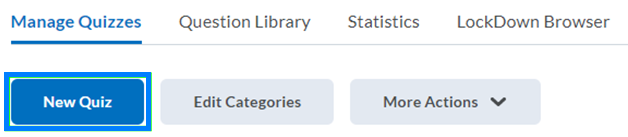 Manage Quizzes Question Library Statistics LockDown Browser
New Quiz Edit Categories More Actions